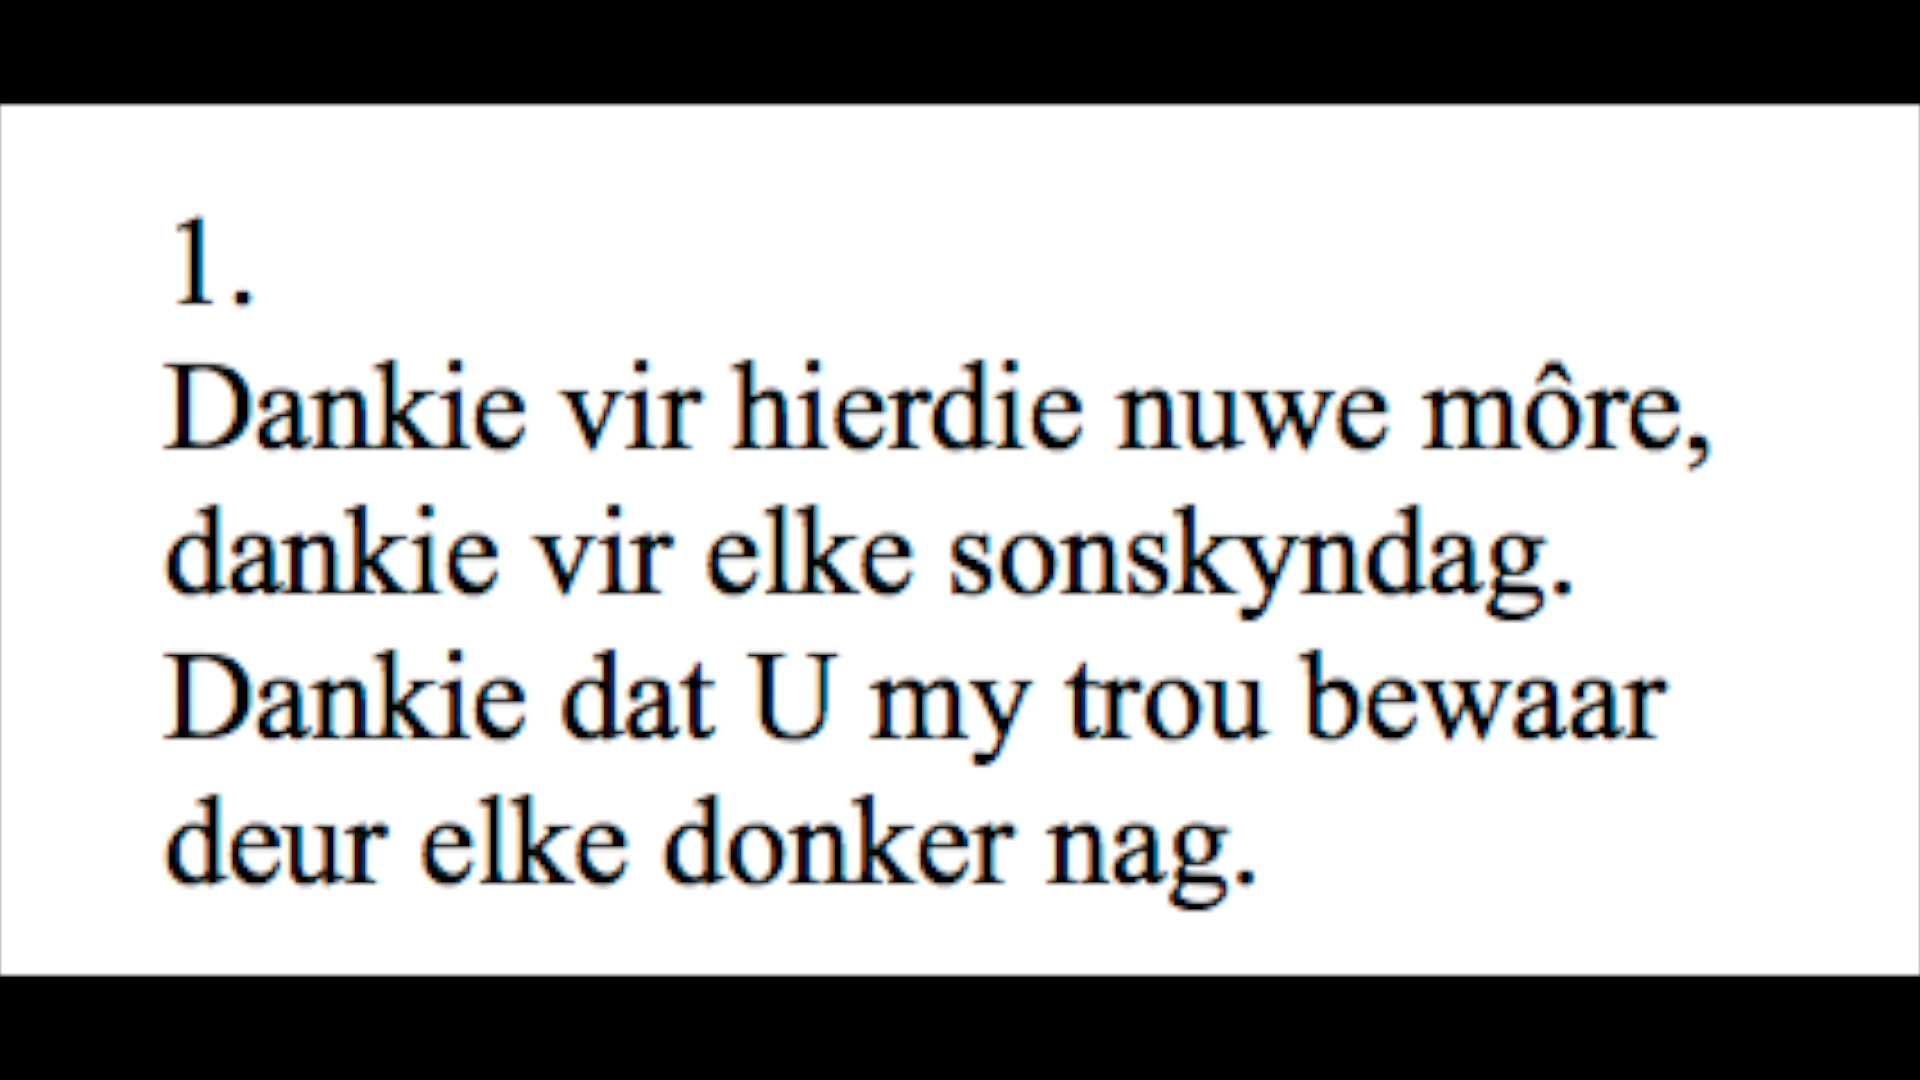 1.
Dankie vir hierdie nuwe môre,
dankie vir elke sonskyndag.
Dankie dat U my trou bewaar
deur elke donker nag.